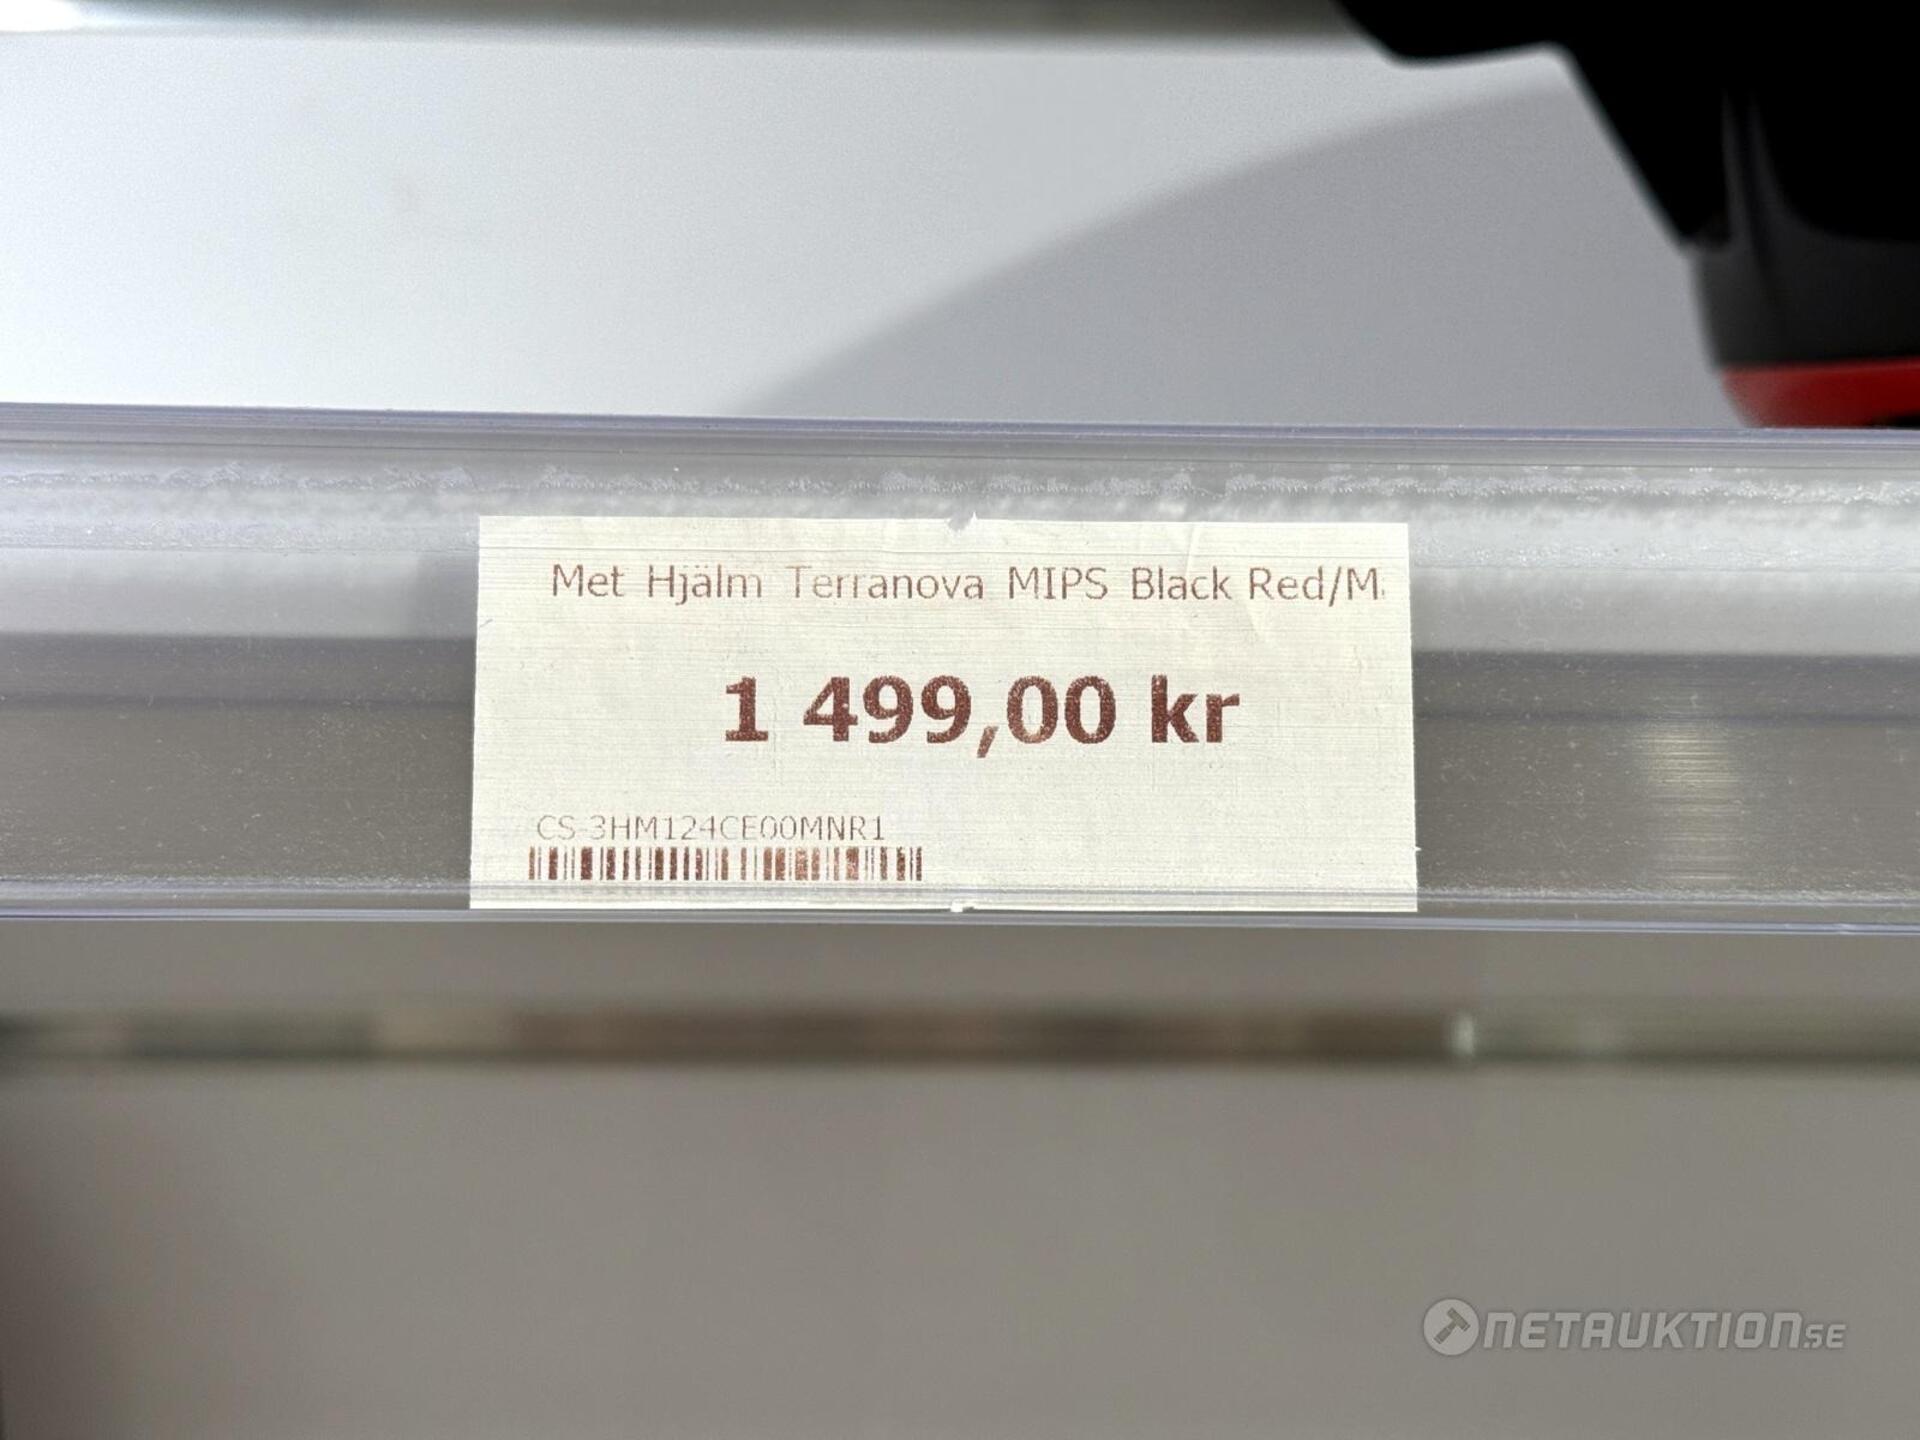 Met Hjälm Terranova MIPS Black Red/M
1 499,00 kr
CS-3HM124CE00MNR1
NETAUKTION.SE